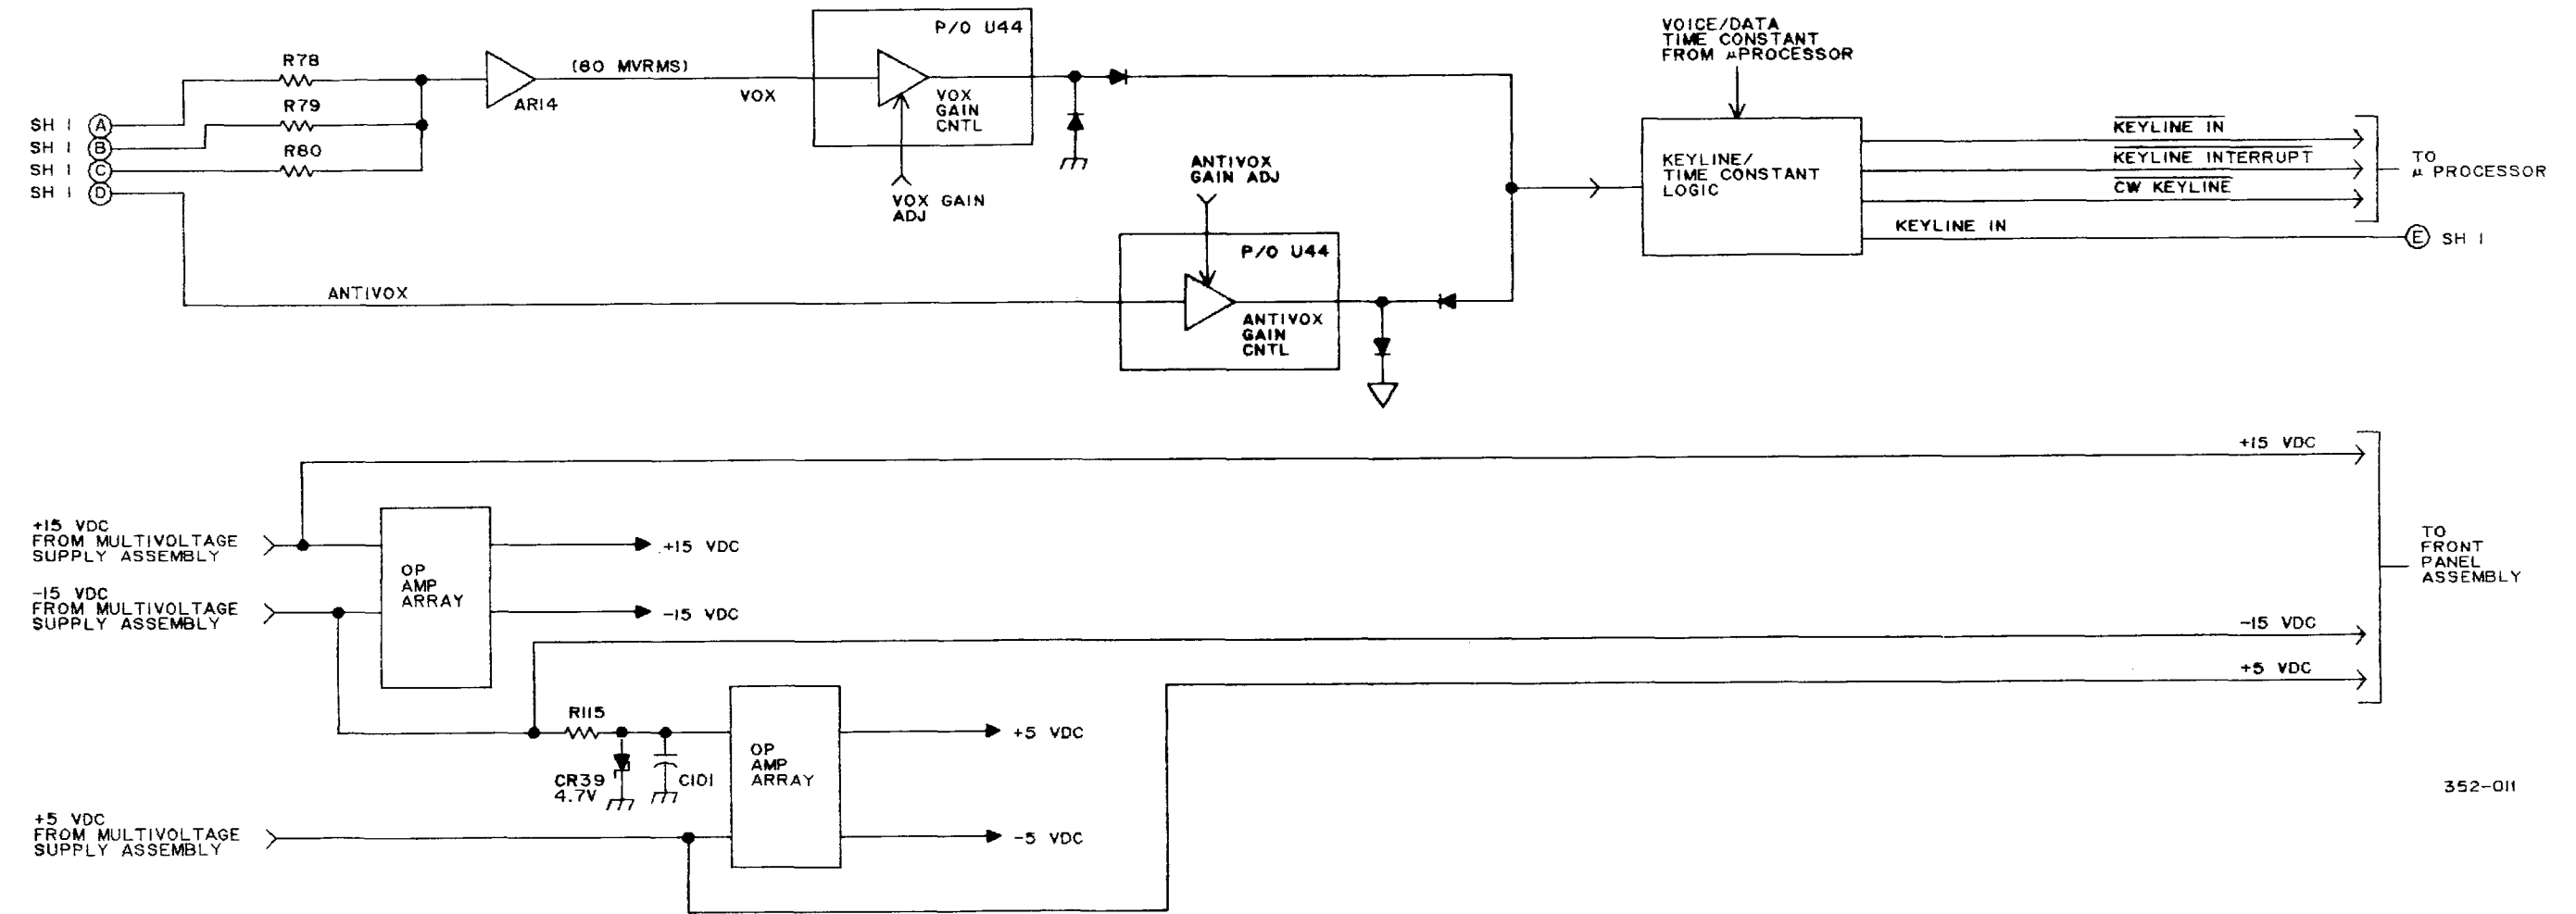 P/O U44
VOICE/DATA
TIME CONSTANT
FROM μPROCESSOR
R78
(80 MVRMS)
AR14
VOX
VOX
GAIN
CNTL
R79
SH 1 A
SH 1 B
R80
SH 1 C
SH 1 D
VOX GAIN
ADJ
ANTIVOX
GAIN ADJ
KEYLINE/
TIME CONSTANT
LOGIC
KEYLINE IN
KEYLINE INTERRUPT
CW KEYLINE
TO
μ PROCESSOR
KEYLINE IN
E SH 1
P/O U44
ANTIVOX
ANTIVOX
GAIN
CNTL
+15 VDC
+15 VDC
FROM MULTIVOLTAGE
SUPPLY ASSEMBLY
+15 VDC
OP
AMP
ARRAY
-15 VDC
FROM MULTIVOLTAGE
SUPPLY ASSEMBLY
-15 VDC
TO
FRONT
PANEL
ASSEMBLY
-15 VDC
+5 VDC
R115
CR39
4.7V
C101
OP
AMP
ARRAY
+5 VDC
+5 VDC
FROM MULTIVOLTAGE
SUPPLY ASSEMBLY
-5 VDC
352-011